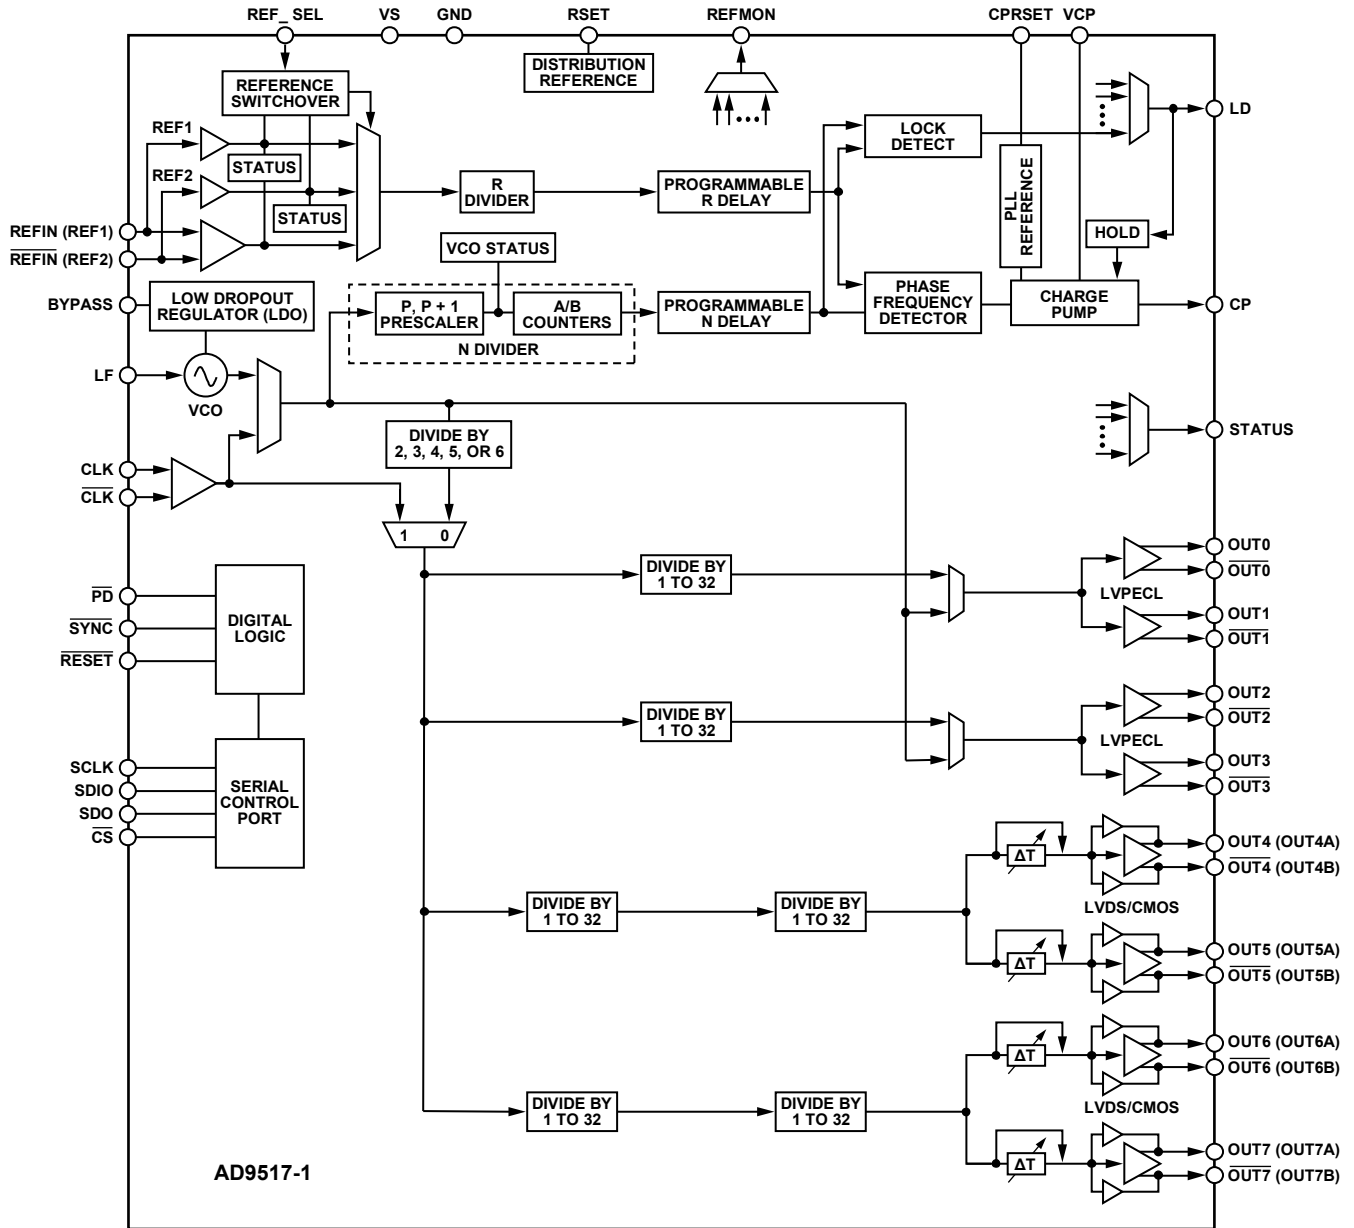 REF_ SEL
VS
GND
RSET
REFMON
CPRSET
VCP
DISTRIBUTION
REFERENCE
REFERENCE
SWITCHOVER
REF1
STATUS
REF2
STATUS
REFIN (REF1)
REFIN (REF2)
BYPASS
LOW DROPOUT
REGULATOR (LDO)
LF
VCO
R
DIVIDER
PROGRAMMABLE
R DELAY
LOCK
DETECT
LD
PLL
REFERENCE
HOLD
VCO STATUS
P, P + 1
PRESCALER
A/B
COUNTERS
N DIVIDER
PROGRAMMABLE
N DELAY
PHASE
FREQUENCY
DETECTOR
CHARGE
PUMP
CP
STATUS
DIVIDE BY
2, 3, 4, 5, OR 6
CLK
CLK
1 0
PD
SYNC
RESET
DIGITAL
LOGIC
SCLK
SDIO
SDO
CS
SERIAL
CONTROL
PORT
DIVIDE BY
1 TO 32
LVPECL
OUT0
OUT0
OUT1
OUT1
DIVIDE BY
1 TO 32
LVPECL
OUT2
OUT2
OUT3
OUT3
DIVIDE BY
1 TO 32
DIVIDE BY
1 TO 32
ΔT
ΔT
LVDS/CMOS
OUT4 (OUT4A)
OUT4 (OUT4B)
OUT5 (OUT5A)
OUT5 (OUT5B)
DIVIDE BY
1 TO 32
DIVIDE BY
1 TO 32
ΔT
ΔT
LVDS/CMOS
OUT6 (OUT6A)
OUT6 (OUT6B)
OUT7 (OUT7A)
OUT7 (OUT7B)
AD9517-1